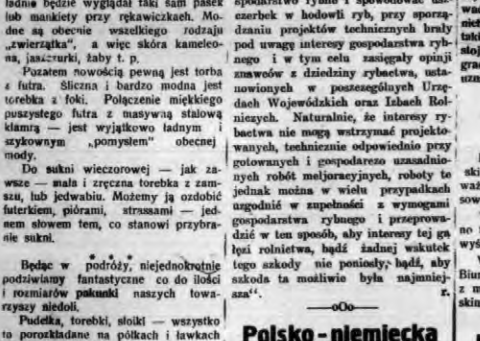 ładnie będzie wyglądał taki sam pasek
lub mankiety przy rękawiczkach. Mo-
dne są obecnie wszelkiego rodzaju
„zwierzątka", a więc skóra kameleo-
na, jaszczurki, żaby t. p.
Pozatem nowością pewną jest torba
z futra. Śliczna i bardzo modna jest
torebka z foki. Połączenie miękkiego
puszystego futra z masywną stalową
klamrą — jest wyjątkowo ładnym i
szykownym „pomysłem" obecnej
mody.
Do sukni wieczorowej — jak za-
wsze — mała i zręczna torebka z zam-
szu, lub jedwabiu. Możemy ją ozdobić
futerkiem, piórami, strassami — jed-
nem słowem tem, co stanowi przybra-
nie sukni.
* * *
Będąc w podróży, niejednokrotnie
podziwiamy fantastyczne co do ilości
i rozmiarów pakunki naszych towa-
rzyszy niedoli.
Pudełka, torebki, słoiki — wszystko
to porozkładane na półkach i ławkach
spodarstwo rybne i spowodować usz-
czerbek w hodowli ryb, przy sporzą-
dzaniu projektów technicznych brały
pod uwagę interesy gospodarstwa ryb-
nego i w tym celu zasięgały opinji
znawców z dziedziny rybactwa, usta-
nowionych w poszczególnych Urzę-
dach Wojewódzkich oraz Izbach Rol-
niczych. Naturalnie, że interesy ry-
bactwa nie mogą wstrzymać projekto-
wanych, technicznie odpowiednio przy
gotowanych i gospodarczo uzasadnio-
nych robót meljoracyjnych, roboty te
jednak można w wielu przypadkach
uzgodnić w zupełności z wymogami
gospodarstwa rybnego i przeprowa-
dzić w ten sposób, aby interesy tej ga
łęzi rolnictwa, bądź żadnej wskutek
tego szkody nie poniosły, bądź, aby
szkoda ta możliwie była najmniej-
sza". r.
—oOo—
Polsko-niemiecka